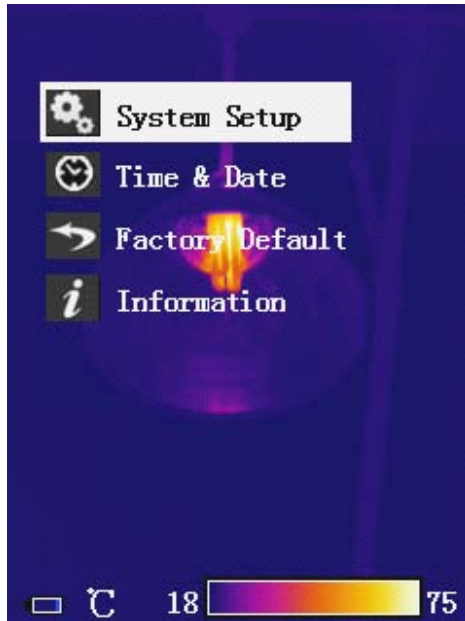 System Setup
Time & Date
Factory Default
Information
℃ 18 75